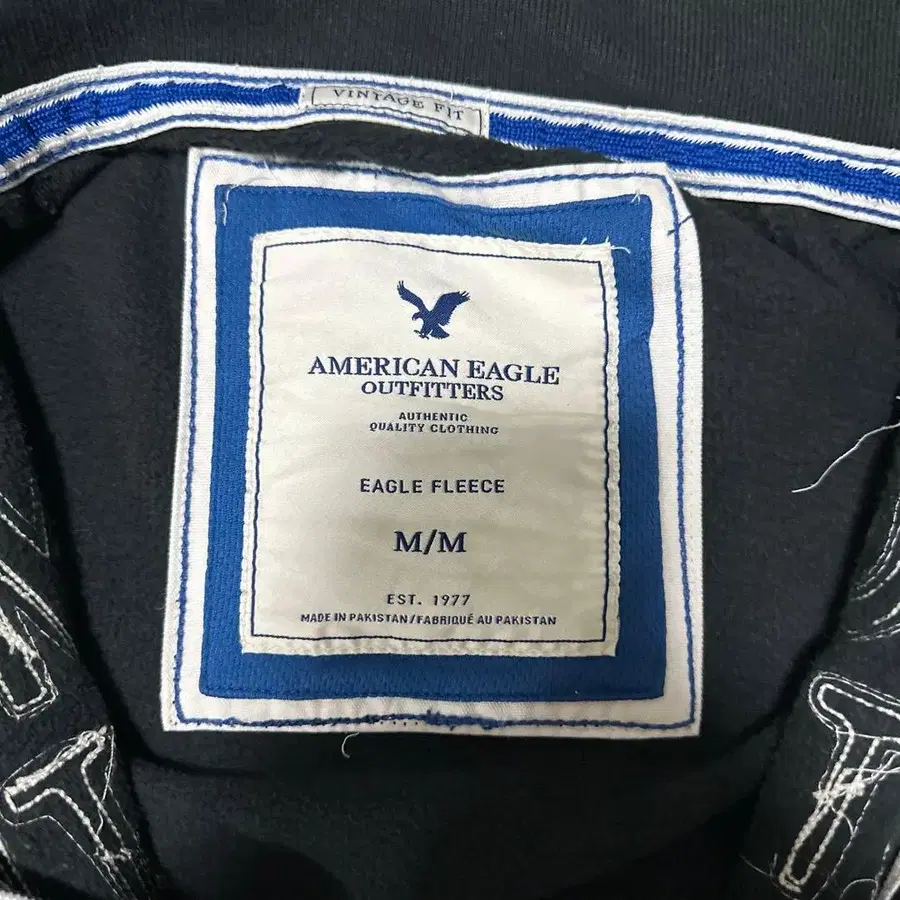 VINTAGE FIT
AMERICAN EAGLE
OUTFITTERS
AUTHENTIC
QUALITY CLOTHING
EAGLE FLEECE
M/M
EST. 1977
MADE IN PAKISTAN/FABRIQUÉ AU PAKISTAN